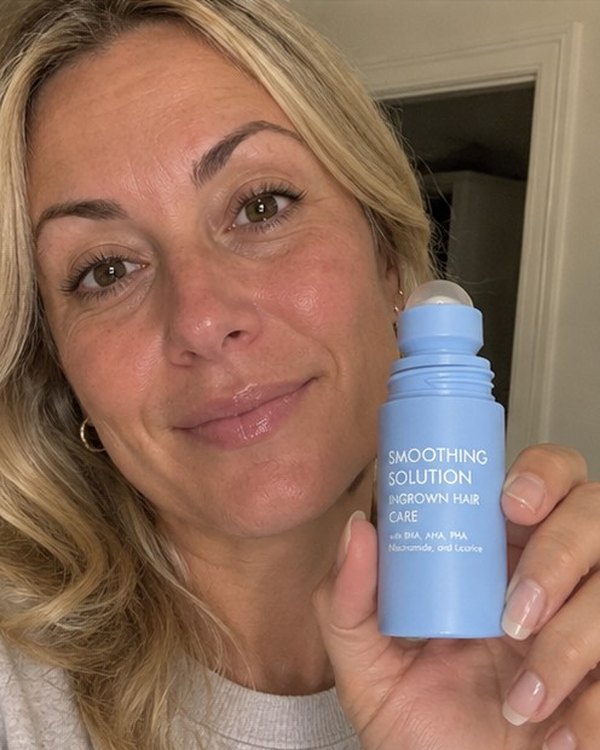 SMOOTHING
SOLUTION
INGROWN HAIR
CARE
with BHA, AHA, PHA
Niacinamide, and Licorice